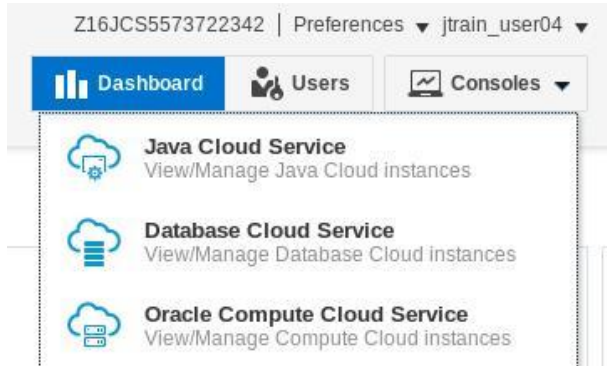 Z16JCS5573722342 | Preferences jtrain_user04
Dashboard Users Consoles
Java Cloud Service
View/Manage Java Cloud instances
Database Cloud Service
View/Manage Database Cloud instances
Oracle Compute Cloud Service
View/Manage Compute Cloud instances